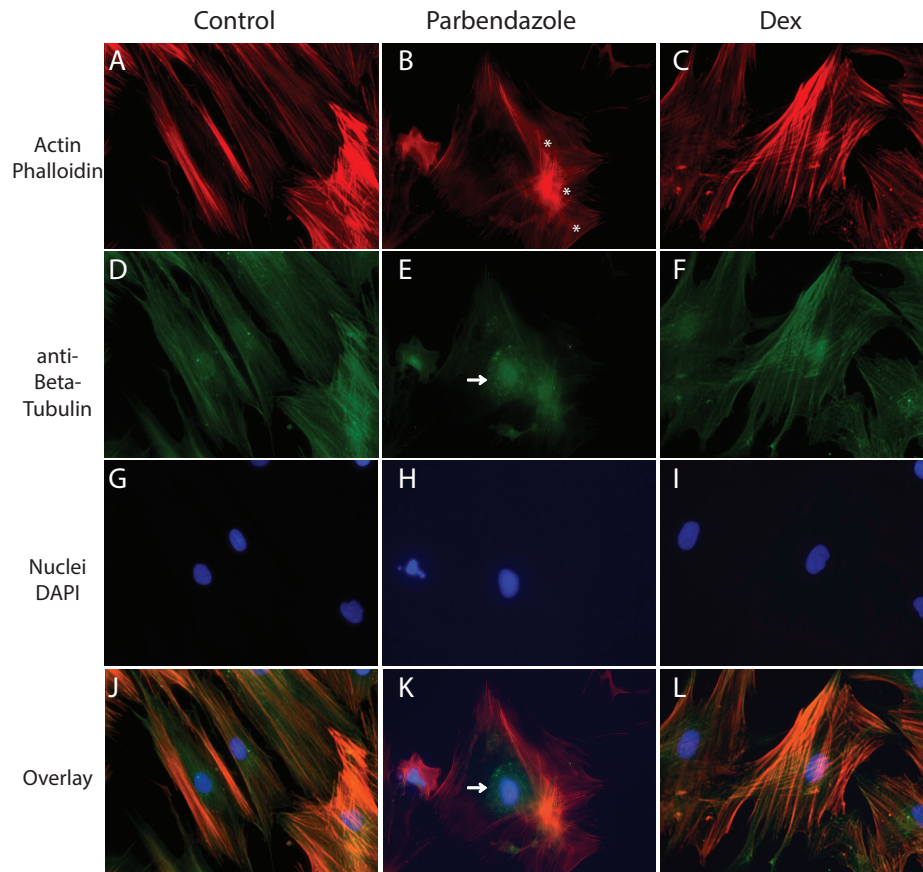 Control Parbendazole Dex
A B C
Actin
Phalloidin
* * *
D E F
anti-
Beta-
Tubulin
G H I
Nuclei
DAPI
J K L
Overlay